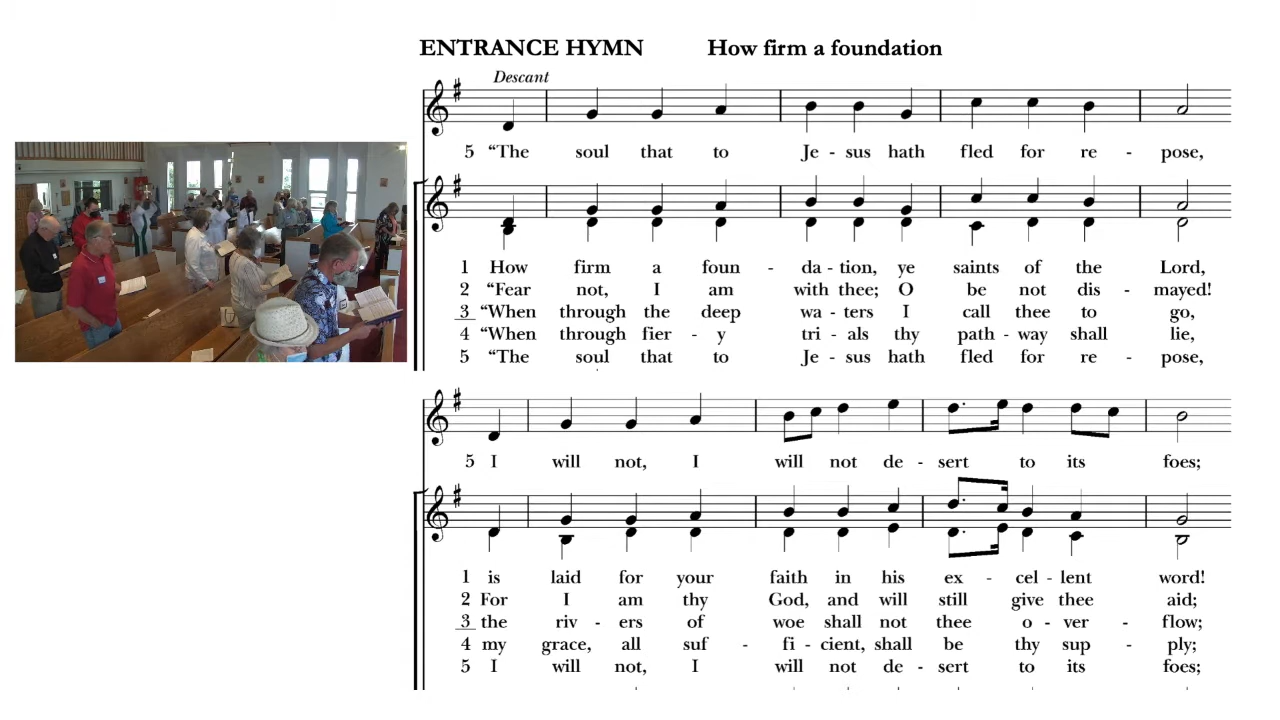 ENTRANCE HYMN How firm a foundation
Descant
5 “The soul that to Je - sus hath fled for re - pose,
1 How firm a foun - da - tion, ye saints of the Lord,
2 “Fear not, I am with thee; O be not dis - mayed!
3 “When through the deep wa - ters I call thee to go,
4 “When through fier - y tri - als thy path - way shall lie,
5 “The soul that to Je - sus hath fled for re - pose,
5 I will not, I will not de - sert to its foes;
1 is laid for your faith in his ex - cel - lent word!
2 For I am thy God, and will still give thee aid;
3 the riv - ers of woe shall not thee o - ver - flow;
4 my grace, all suf - fi - cient, shall be thy sup - ply;
5 I will not, I will not de - sert to its foes;